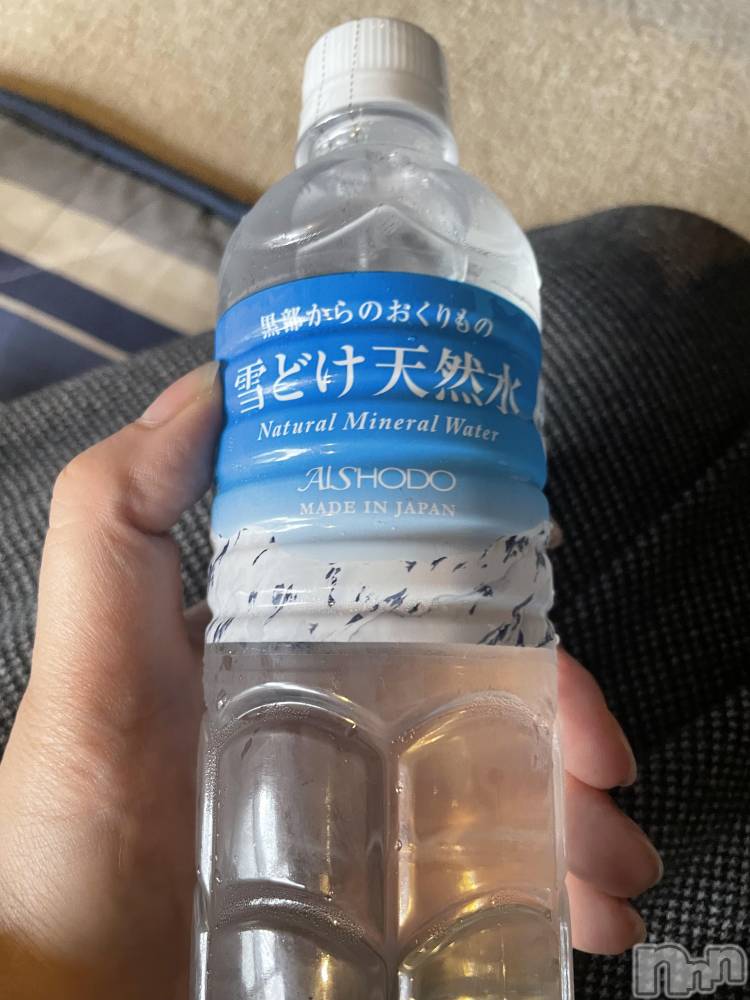 黒部からのおくりもの
雪どけ天然水
Natural Mineral Water
AISHODO
MADE IN JAPAN
nnn